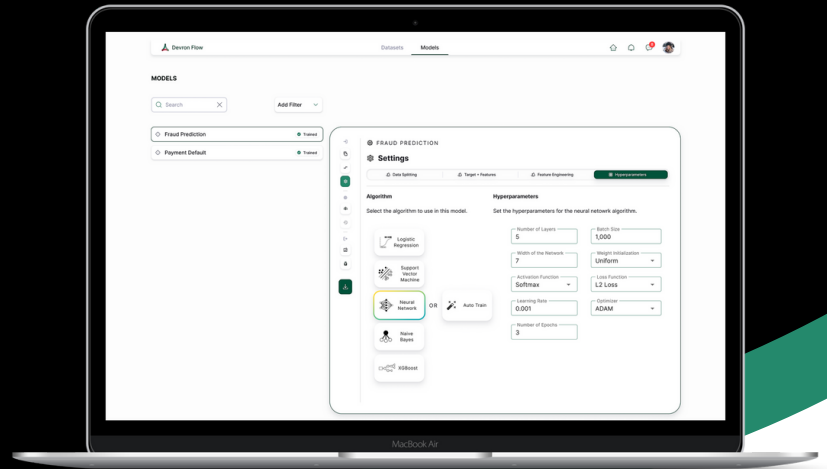 Devron Flow
Datasets
Models
MODELS
Search
Add Filter
Fraud Prediction
Trained
Payment Default
Trained
FRAUD PREDICTION
Settings
Data Splitting
Target + Features
Feature Engineering
Hyperparameters
Algorithm
Select the algorithm to use in this model.
Logistic
Regression
Support
Vector
Machine
Neural
Network
OR
Auto Train
Naive
Bayes
XGBoost
Hyperparameters
Set the hyperparameters for the neural netowrk algorithm.
Number of Layers
5
Batch Size
1,000
Width of the Network
7
Weight Initialization
Uniform
Activation Function
Softmax
Loss Function
L2 Loss
Learning Rate
0.001
Optimizer
ADAM
Number of Epochs
3
MacBook Air